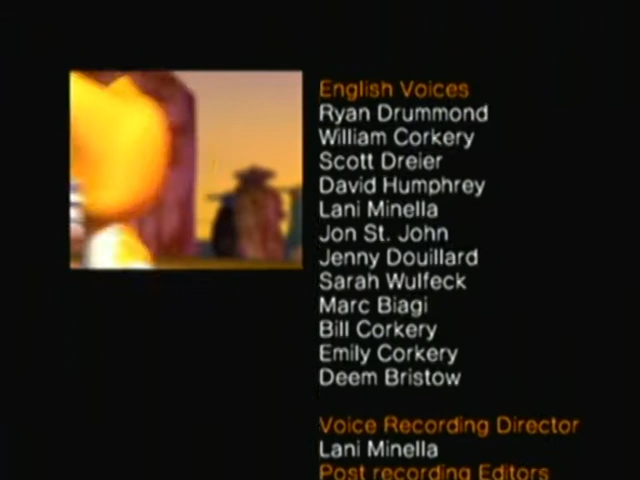 English Voices
Ryan Drummond
William Corkery
Scott Dreier
David Humphrey
Lani Minella
Jon St. John
Jenny Douillard
Sarah Wulfeck
Marc Biagi
Bill Corkery
Emily Corkery
Deem Bristow
Voice Recording Director
Lani Minella
Post recording Editors